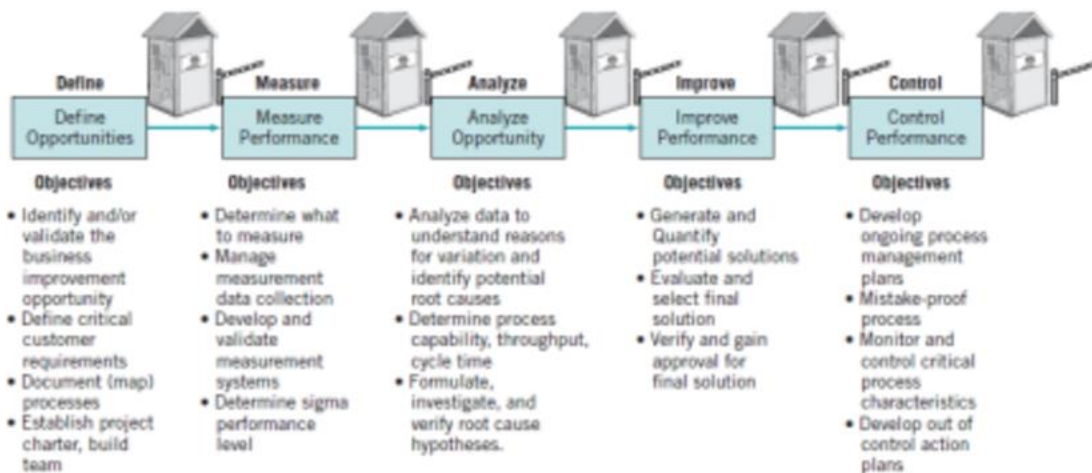 Define
Measure
Analyze
Improve
Control
Define
Opportunities
Measure
Performance
Analyze
Opportunity
Improve
Performance
Control
Performance
Objectives
• Identify and/or
validate the
business
improvement
opportunity
• Define critical
customer
requirements
• Document (map)
processes
• Establish project
charter, build
team
Objectives
• Determine what
to measure
• Manage
measurement
data collection
• Develop and
validate
measurement
systems
• Determine sigma
performance
level
Objectives
• Analyze data to
understand reasons
for variation and
identify potential
root causes
• Determine process
capability, throughput,
cycle time
• Formulate,
investigate, and
verify root cause
hypotheses.
Objectives
• Generate and
Quantify
potential solutions
• Evaluate and
select final
solution
• Verify and gain
approval for
final solution
Objectives
• Develop
ongoing process
management
plans
• Mistake-proof
process
• Monitor and
control critical
process
characteristics
• Develop out of
control action
plans